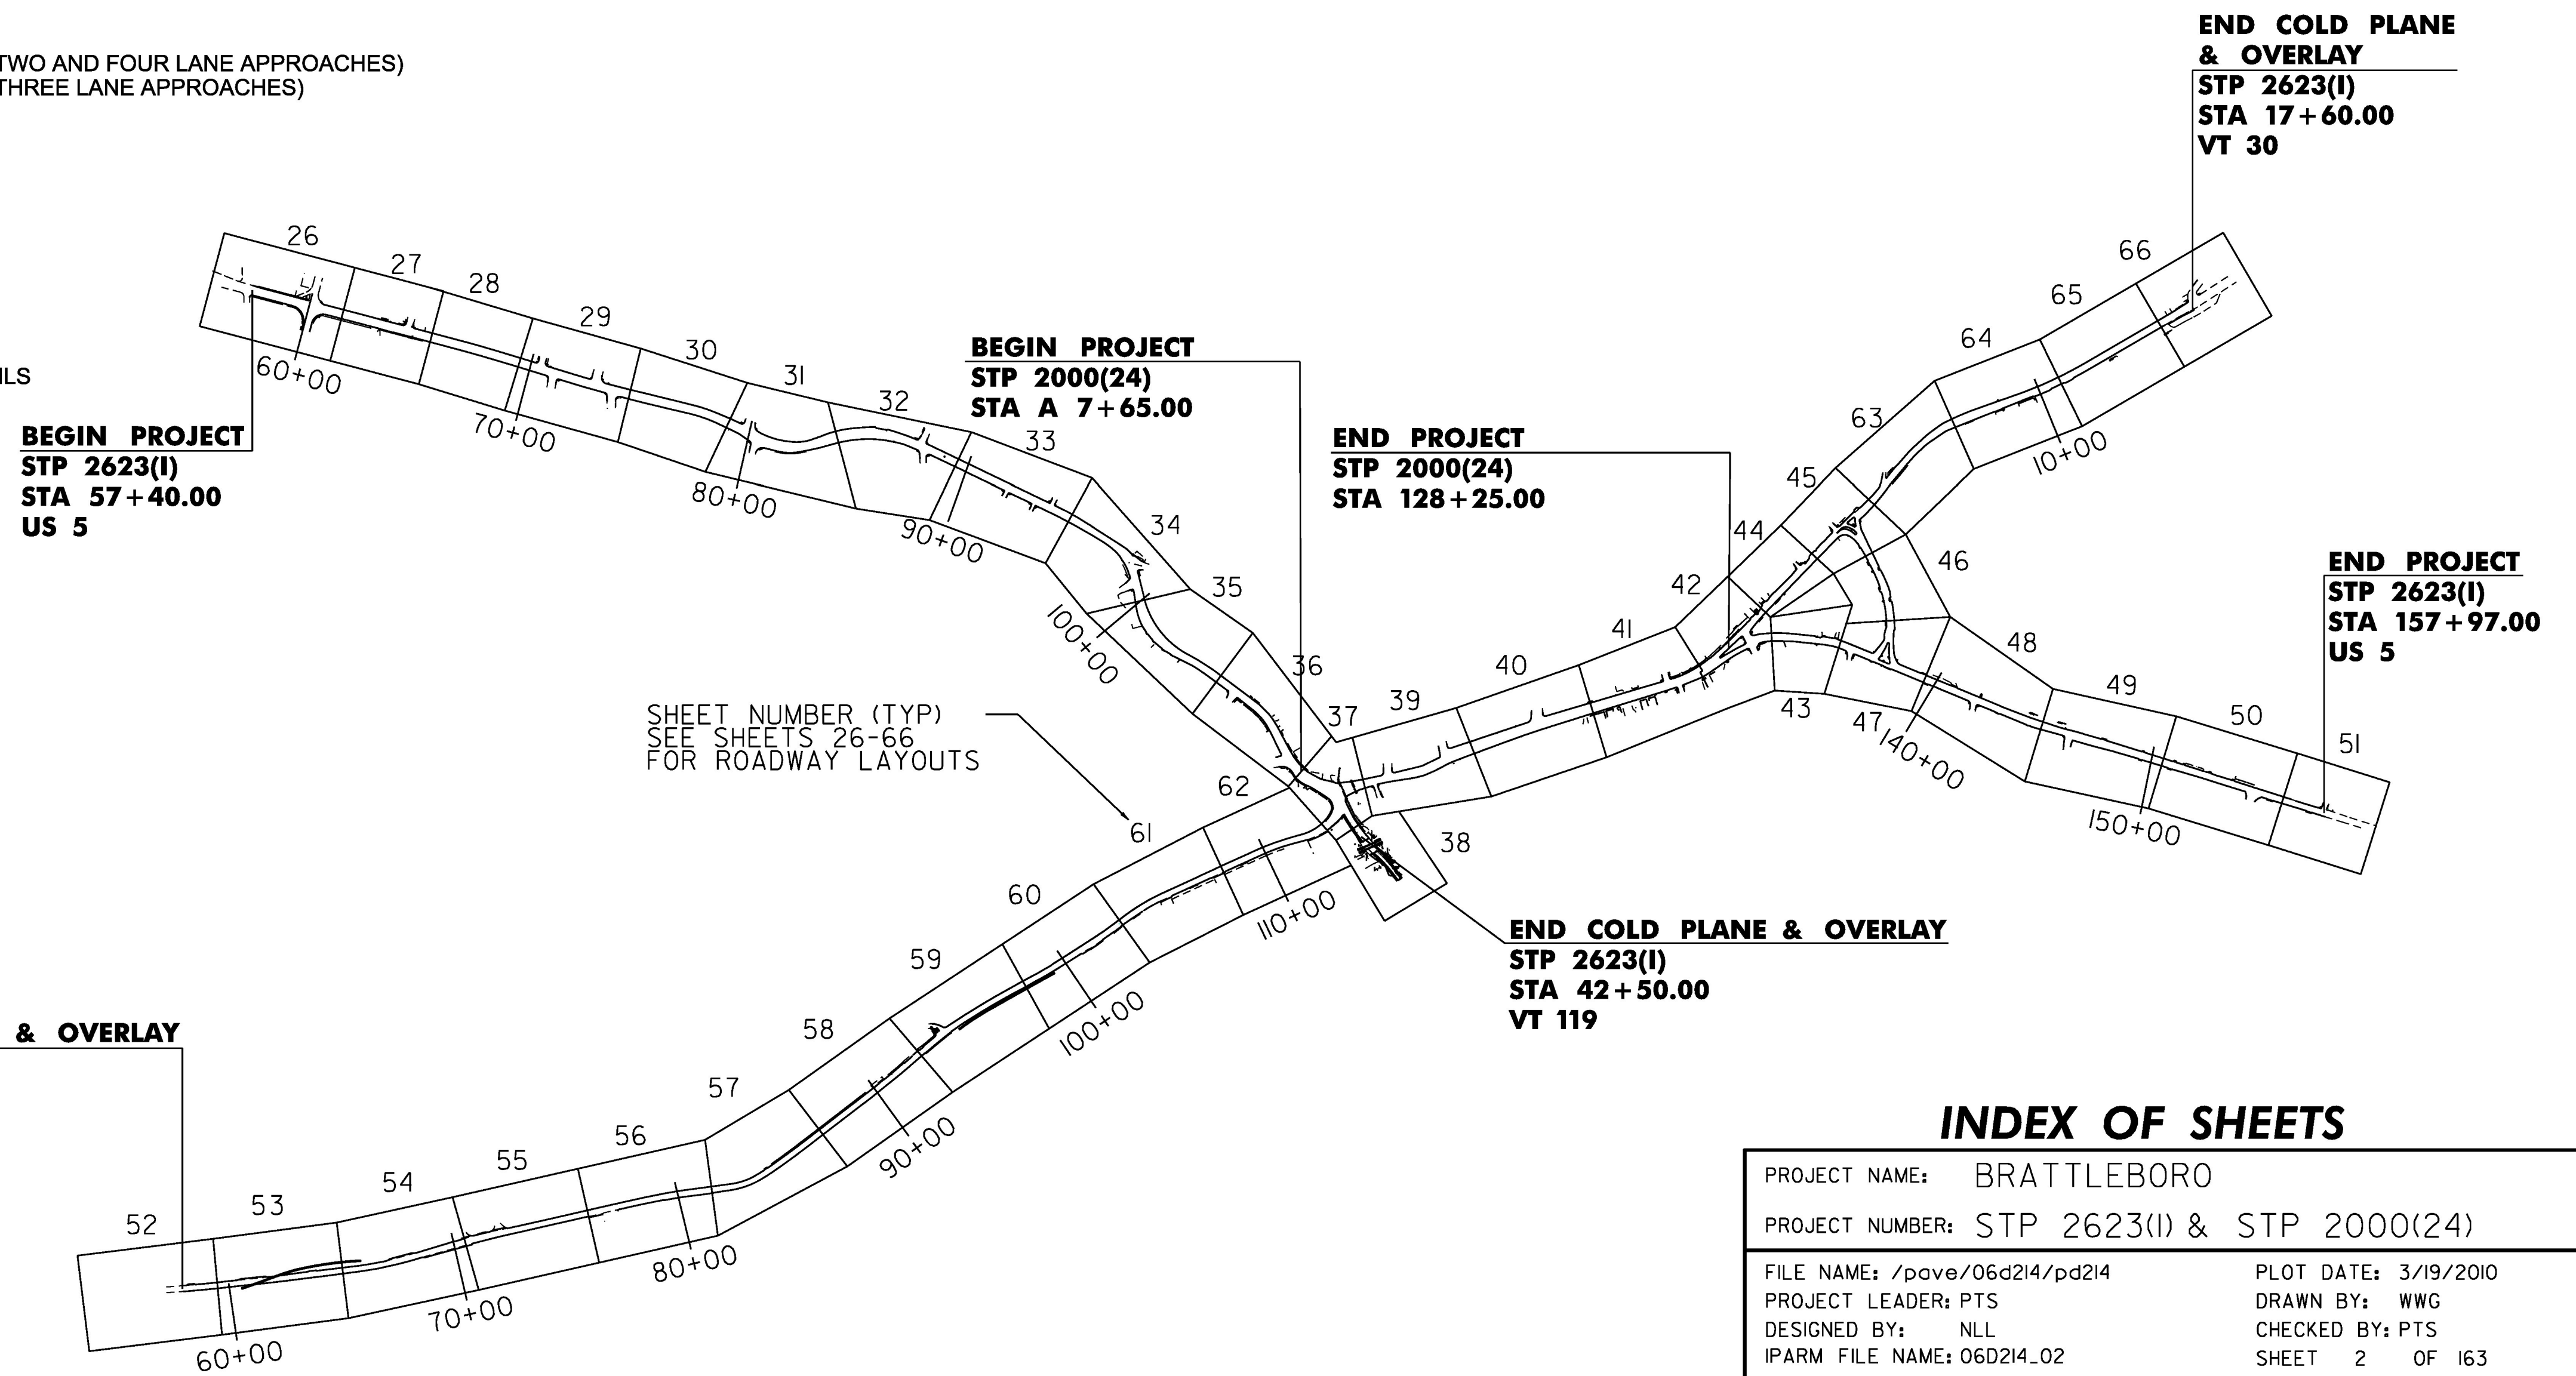 TWO AND FOUR LANE APPROACHES)
THREE LANE APPROACHES)
ILS
END COLD PLANE
& OVERLAY
STP 2623(1)
STA 17+60.00
VT 30
BEGIN PROJECT
STP 2623(1)
STA 57+40.00
US 5
BEGIN PROJECT
STP 2000(24)
STA A 7+65.00
END PROJECT
STP 2000(24)
STA 128+25.00
END PROJECT
STP 2623(1)
STA 157+97.00
US 5
26
27
28
29
30
31
32
33
34
35
36
37
39
40
41
42
44
45
63
64
65
66
46
48
49
50
51
43
47
38
60+00
70+00
80+00
90+00
100+00
10+00
140+00
150+00
SHEET NUMBER (TYP)
SEE SHEETS 26-66
FOR ROADWAY LAYOUTS
62
61
60
59
58
57
56
55
54
53
52
110+00
100+00
90+00
80+00
70+00
60+00
END COLD PLANE & OVERLAY
STP 2623(1)
STA 42+50.00
VT 119
& OVERLAY
INDEX OF SHEETS
PROJECT NAME: BRATTLEBORO
PROJECT NUMBER: STP 2623(1) & STP 2000(24)
FILE NAME: /pave/06d214/pd214 PLOT DATE: 3/19/2010
PROJECT LEADER: PTS DRAWN BY: WWG
DESIGNED BY: NLL CHECKED BY: PTS
IPARM FILE NAME: 06D214_02 SHEET 2 OF 163